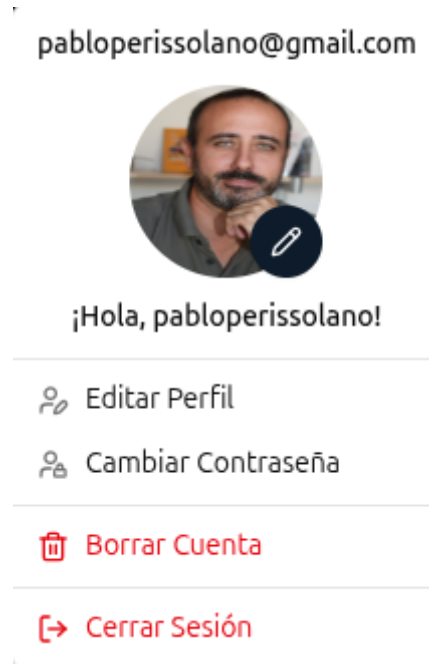 pabloperissolano@gmail.com
¡Hola, pabloperissolano!
Editar Perfil
Cambiar Contraseña
Borrar Cuenta
Cerrar Sesión